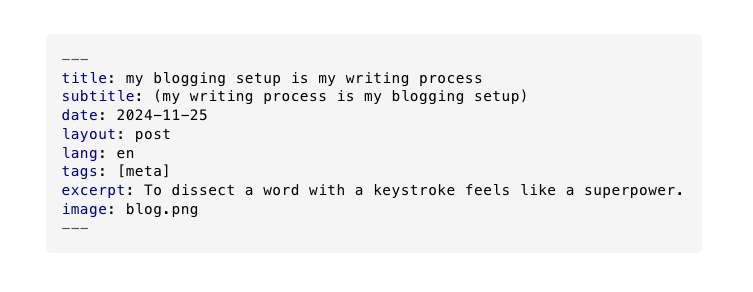 ---
title: my blogging setup is my writing process
subtitle: (my writing process is my blogging setup)
date: 2024-11-25
layout: post
lang: en
tags: [meta]
excerpt: To dissect a word with a keystroke feels like a superpower.
image: blog.png
---